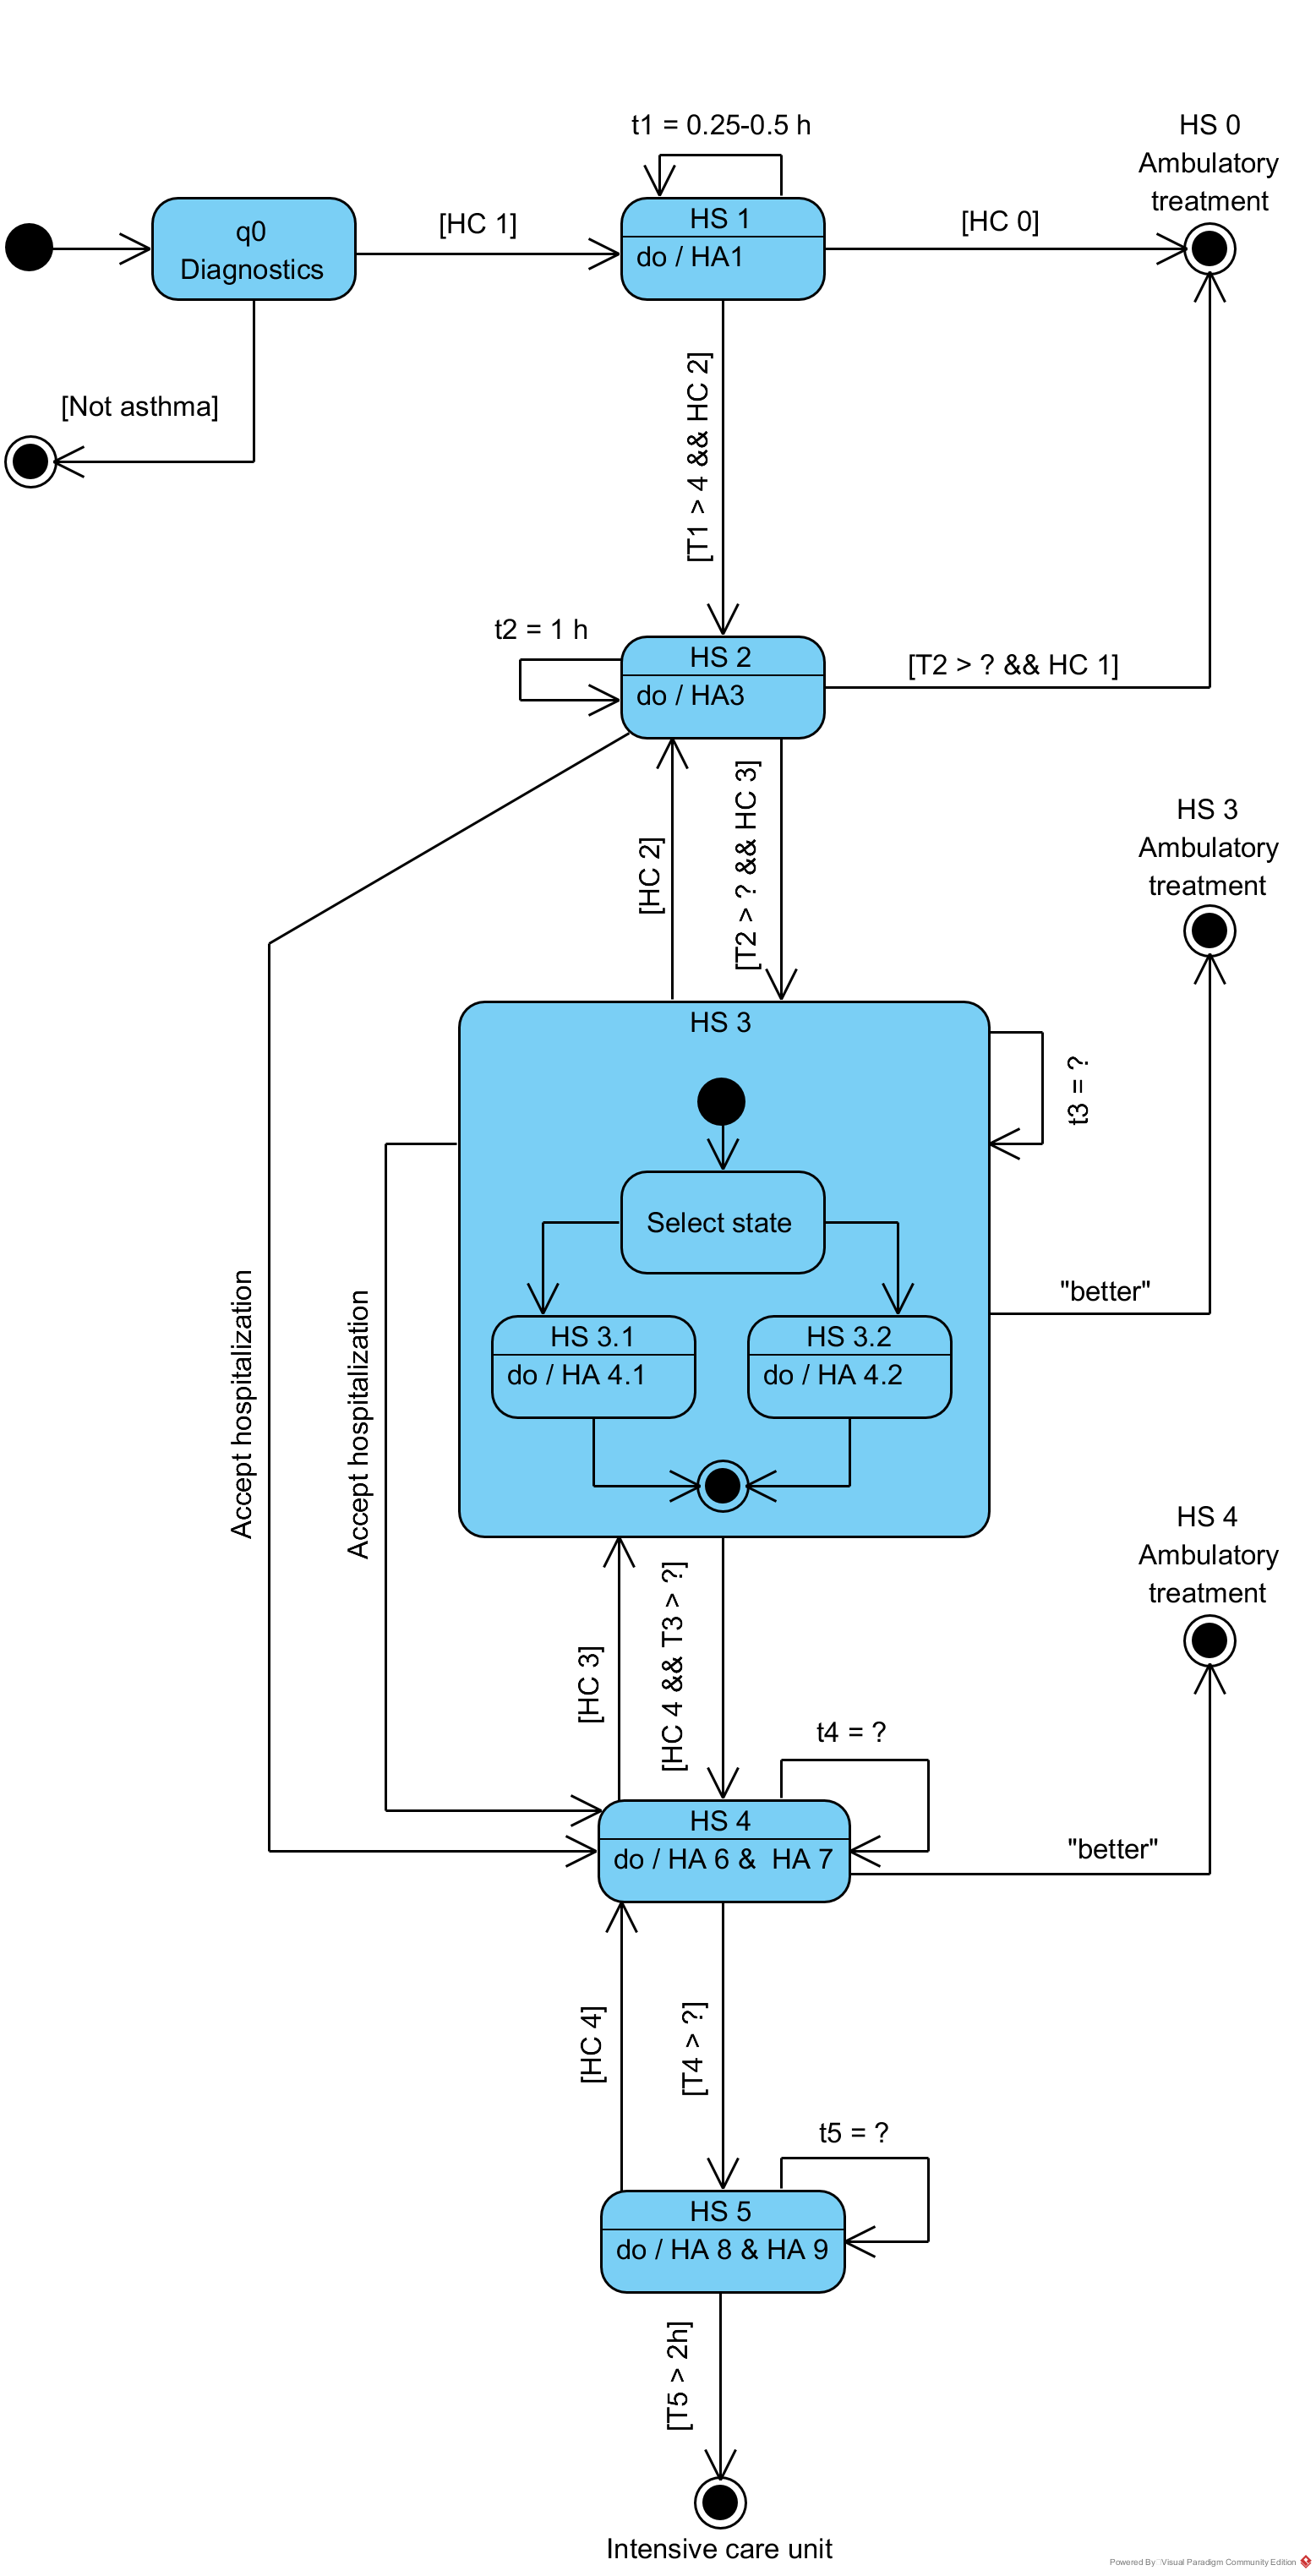 t1 = 0.25-0.5 h
HS 0
Ambulatory
treatment
q0
Diagnostics
[HC 1]
HS 1
do / HA1
[HC 0]
[Not asthma]
[T1 > 4 && HC 2]
t2 = 1 h
HS 2
do / HA3
[T2 > ? && HC 1]
[HC 2]
[T2 > ? && HC 3]
HS 3
Ambulatory
treatment
HS 3
t3 = ?
Select state
"better"
HS 3.1
do / HA 4.1
HS 3.2
do / HA 4.2
Accept hospitalization
Accept hospitalization
HS 4
Ambulatory
treatment
[HC 3]
[HC 4 && T3 > ?]
t4 = ?
HS 4
do / HA 6 &  HA 7
"better"
[HC 4]
[T4 > ?]
t5 = ?
HS 5
do / HA 8 & HA 9
[T5 > 2h]
Intensive care unit
Powered By Visual Paradigm Community Edition